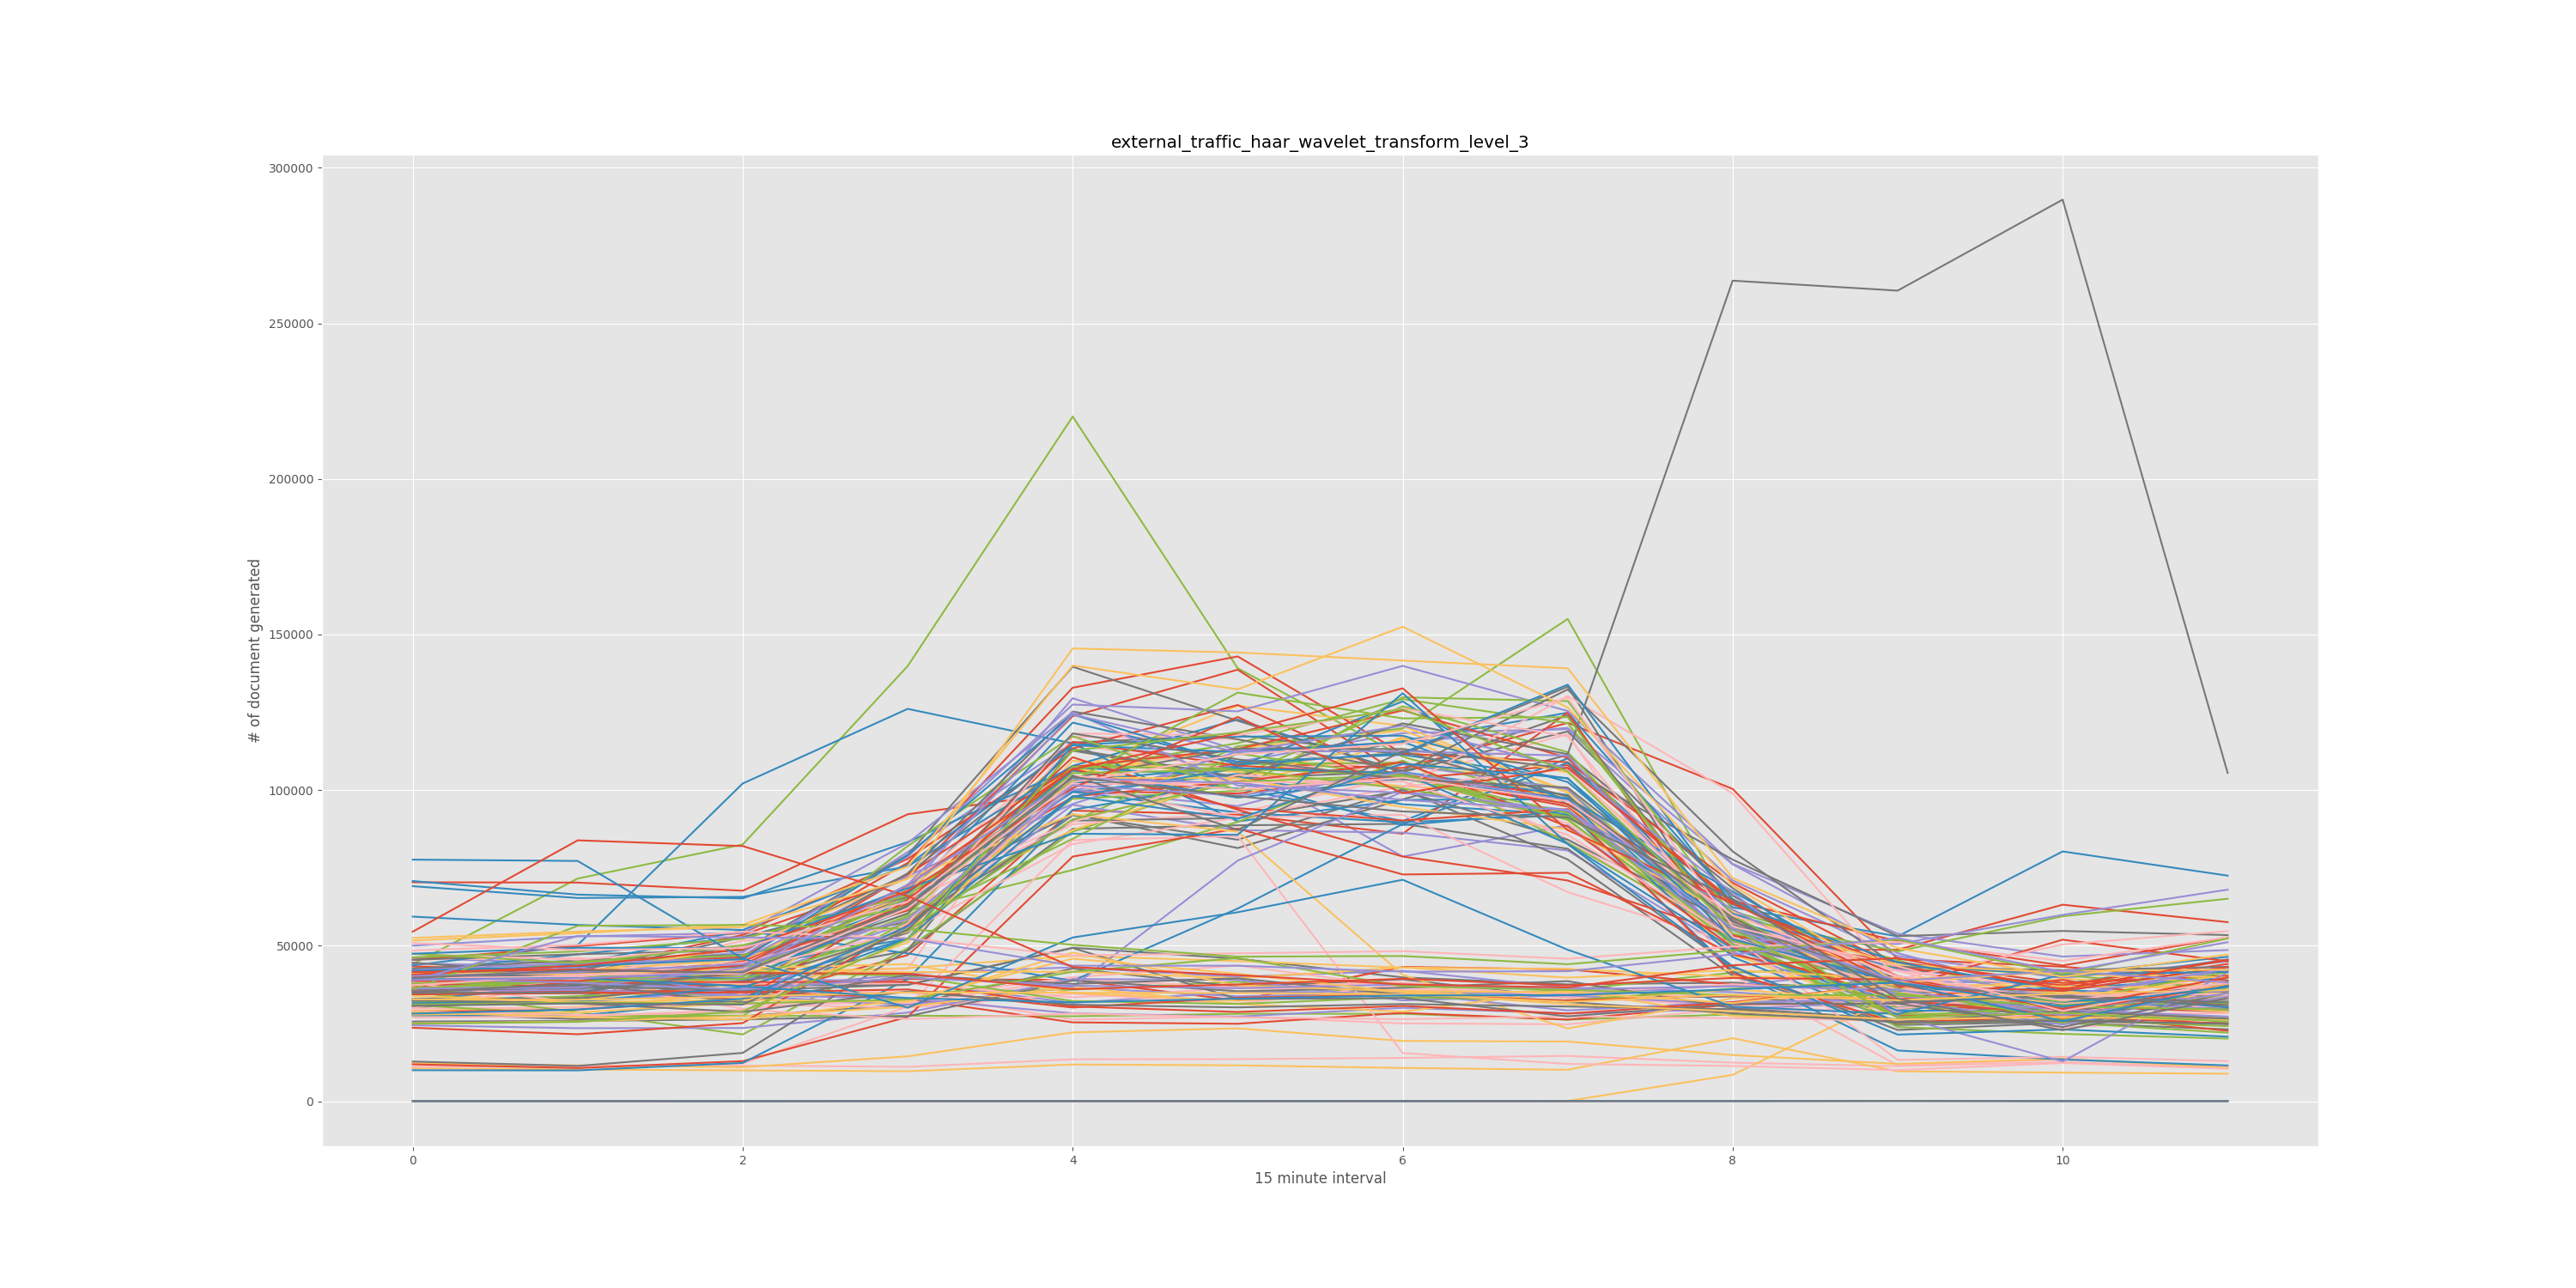 external_traffic_haar_wavelet_transform_level_3
300000
250000
200000
150000
100000
50000
0
# of document generated
0 2 4 6 8 10
15 minute interval